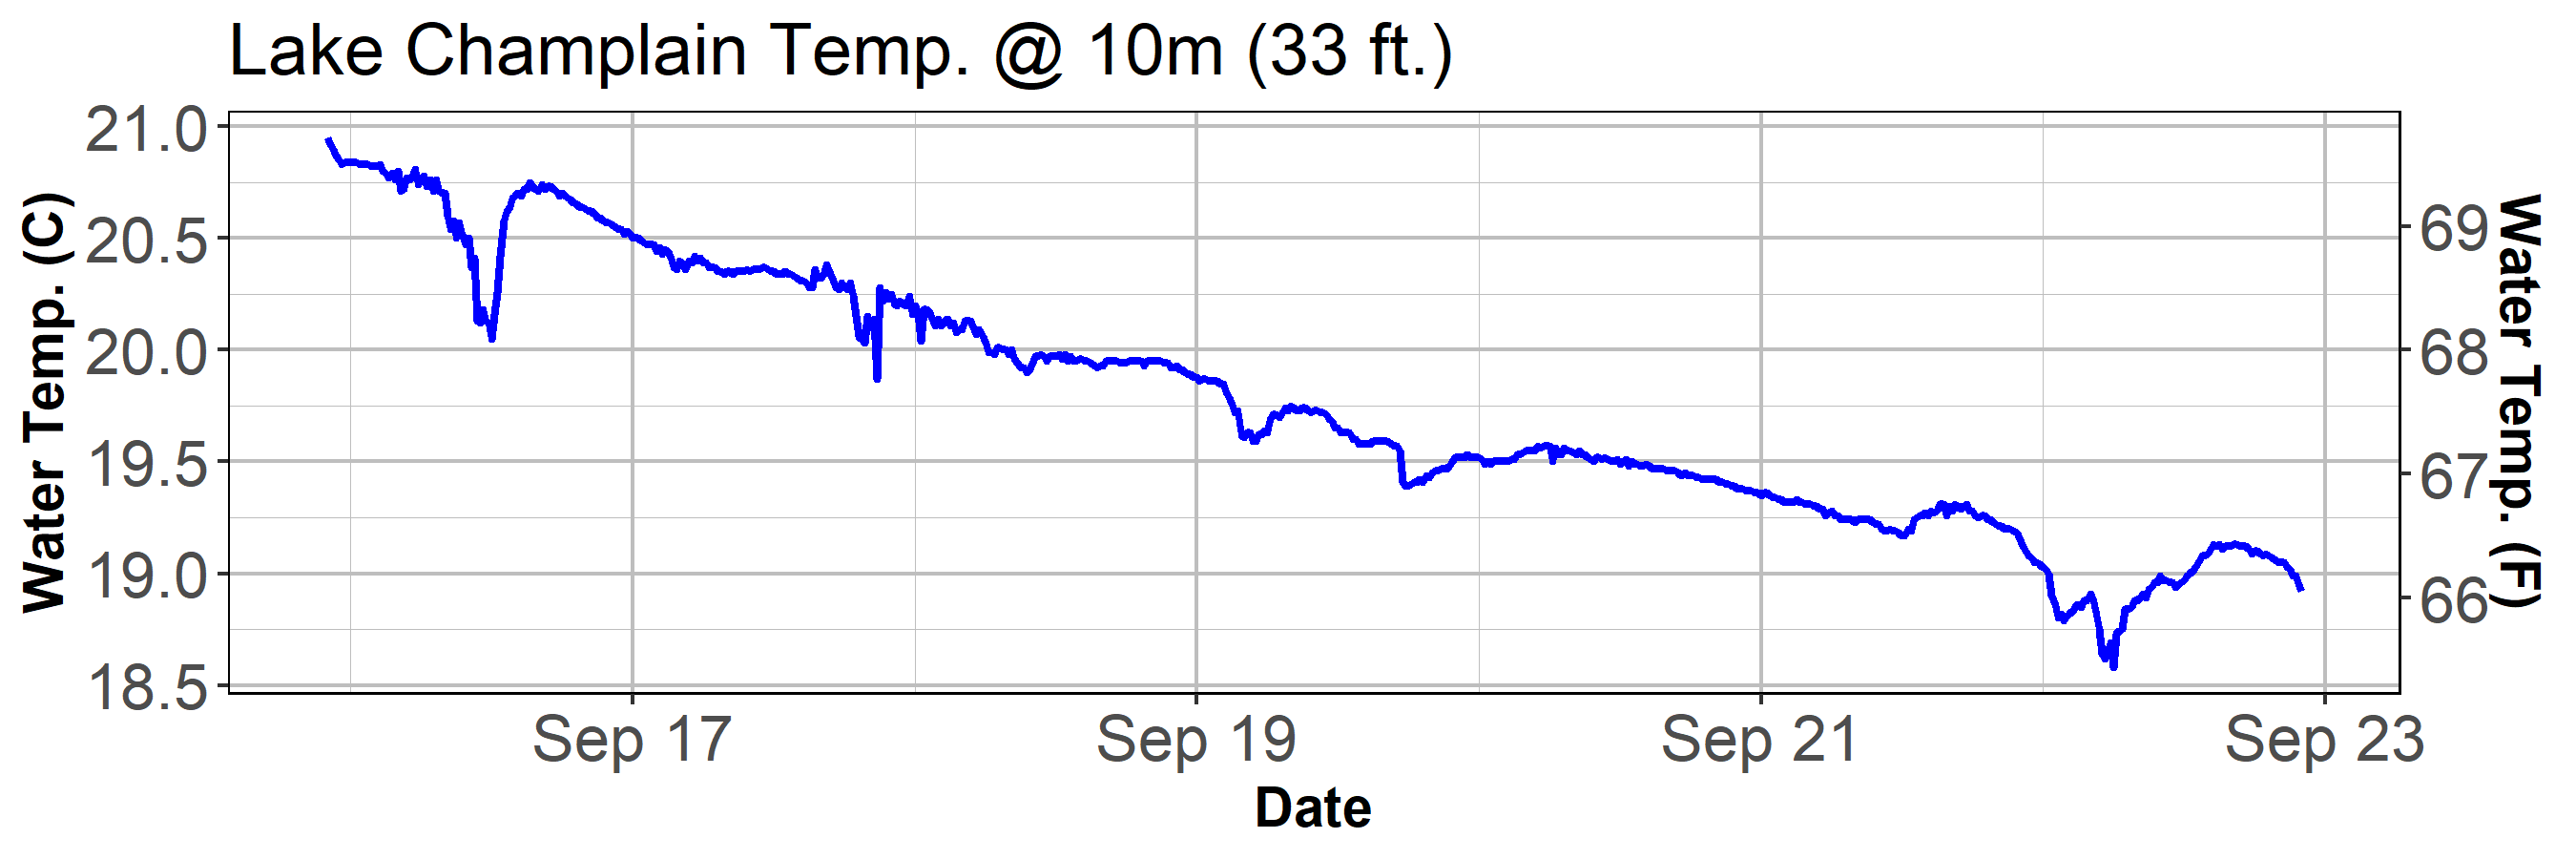 Lake Champlain Temp. @ 10m (33 ft.)
Water Temp. (C)
21.0
20.5
20.0
19.5
19.0
18.5
69
68
67
66
Water Temp. (F)
Sep 17 Sep 19 Sep 21 Sep 23
Date